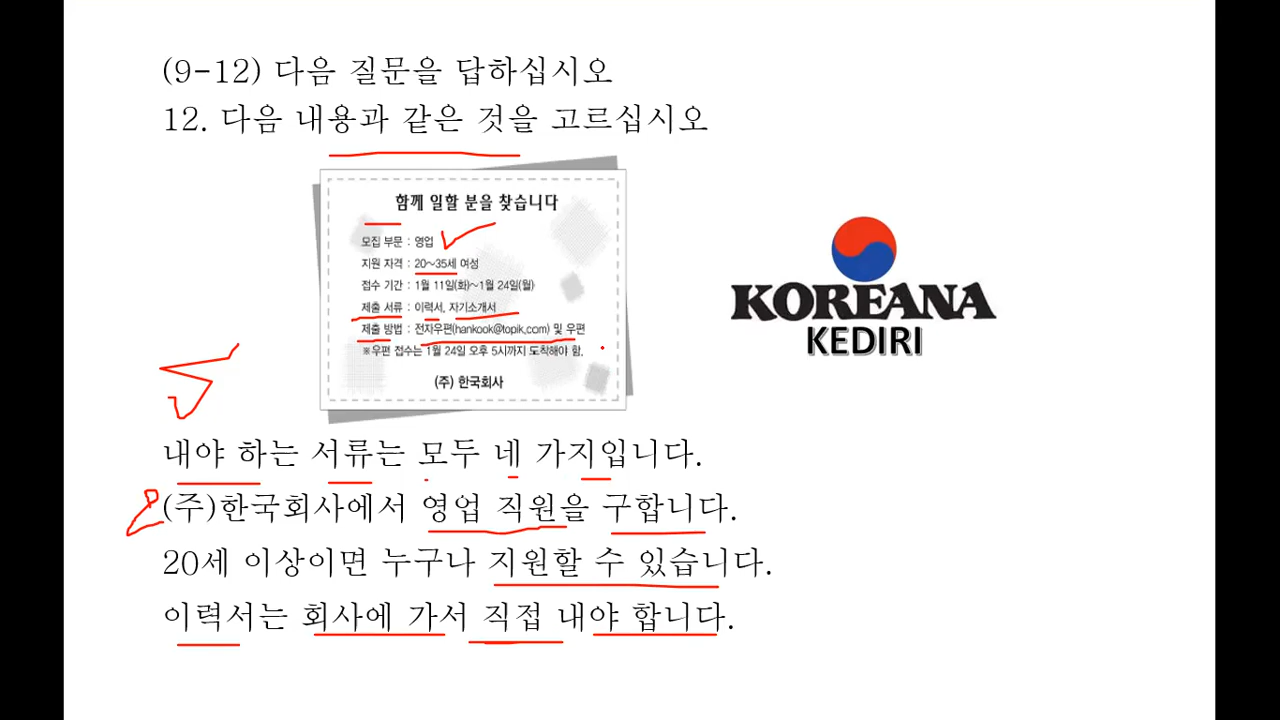 (9-12) 다음 질문을 답하십시오
12. 다음 내용과 같은 것을 고르십시오
함께 일할 분을 찾습니다
모집 부문 : 영업
지원 자격 : 20~35세 여성
접수 기간 : 1월 11일(화)~1월 24일(월)
제출 서류 : 이력서, 자기소개서
제출 방법 : 전자우편(hankook@topik.com) 및 우편
※우편 접수는 1월 24일 오후 5시까지 도착해야 함.
(주) 한국회사
KOREANA
KEDIRI
내야 하는 서류는 모두 네 가지입니다.
(주)한국회사에서 영업 직원을 구합니다.
20세 이상이면 누구나 지원할 수 있습니다.
이력서는 회사에 가서 직접 내야 합니다.